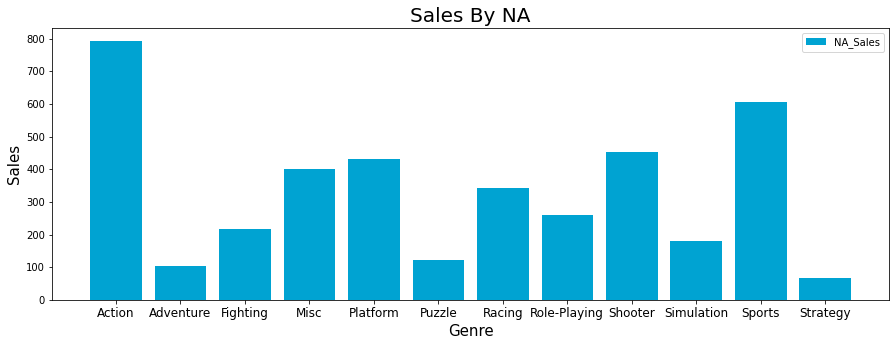 Sales By NA
NA_Sales
Sales
800
700
600
500
400
300
200
100
0
Action Adventure Fighting Misc Platform Puzzle Racing Role-Playing Shooter Simulation Sports Strategy
Genre